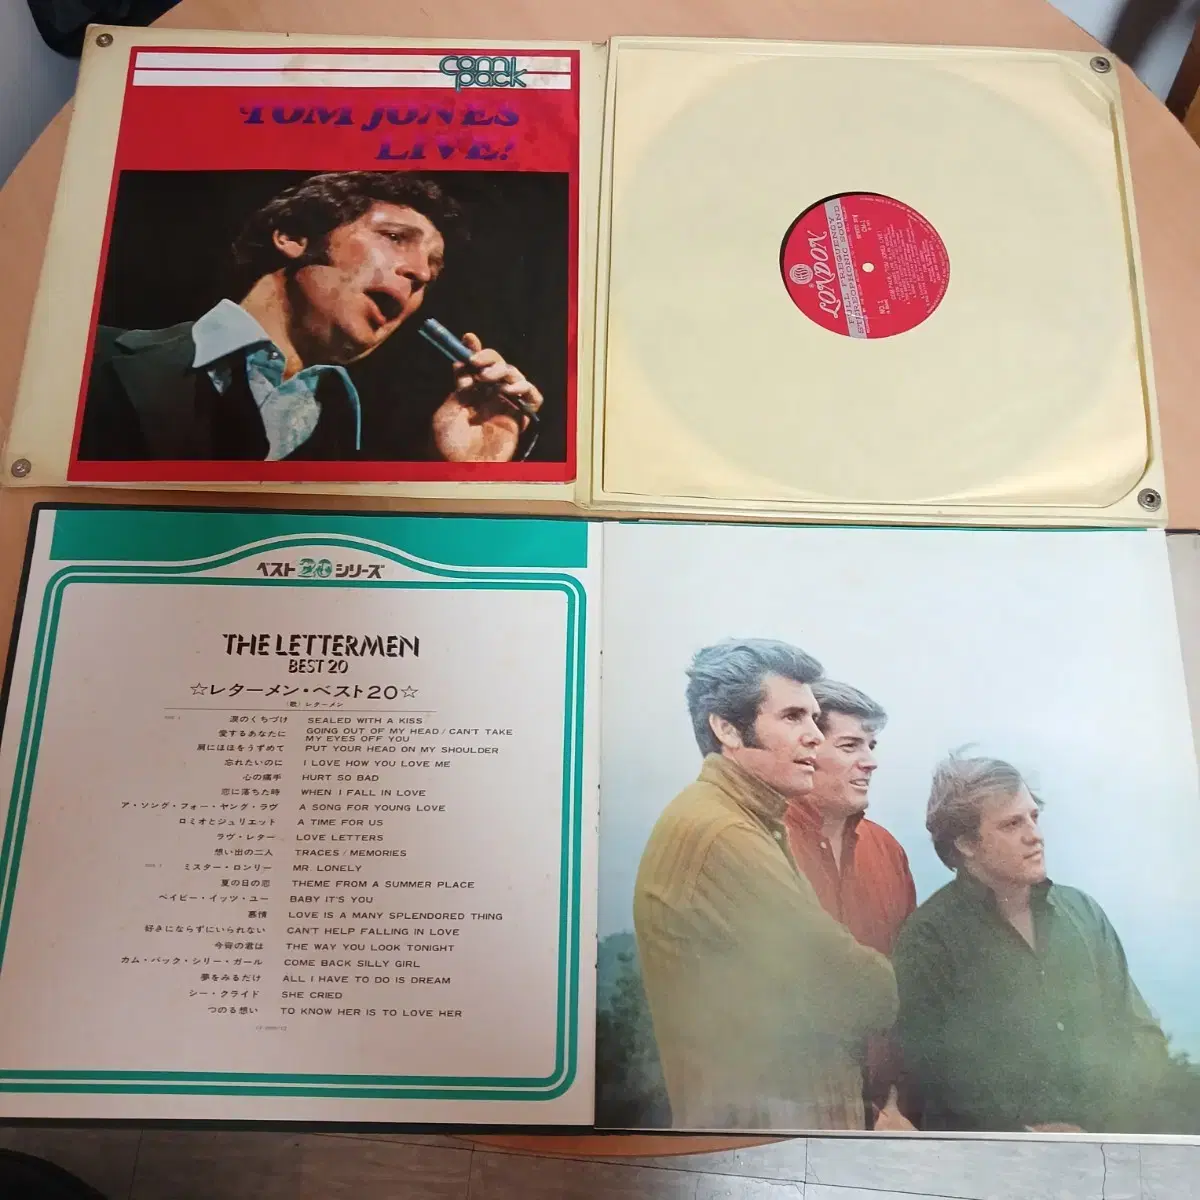 com
pack
TOM JONES
LIVE!
LONDON
FULL FREQUENCY
STEREOPHONIC SOUND
ベスト20シリーズ
THE LETTERMEN
BEST 20
☆レターメン・ベスト20☆
(歌) レターメン
涙のくちづけ SEALED WITH A KISS
愛するあなたに GOING OUT OF MY HEAD/CAN'T TAKE
MY EYES OFF YOU
肩にほほをうずめて PUT YOUR HEAD ON MY SHOULDER
忘れたいのに I LOVE HOW YOU LOVE ME
心の痛手 HURT SO BAD
恋に落ちた時 WHEN I FALL IN LOVE
ア・ソング・フォー・ヤング・ラヴ A SONG FOR YOUNG LOVE
ロミオとジュリエット A TIME FOR US
ラヴ・レター LOVE LETTERS
想い出の二人 TRACES/MEMORIES
ミスター・ロンリー MR. LONELY
夏の日の恋 THEME FROM A SUMMER PLACE
ベイビー・イッツ・ユー BABY IT'S YOU
慕情 LOVE IS A MANY SPLENDORED THING
好きにならずにいられない CAN'T HELP FALLING IN LOVE
今宵の君は THE WAY YOU LOOK TONIGHT
カム・バック・シリー・ガール COME BACK SILLY GIRL
夢をみるだけ ALL I HAVE TO DO IS DREAM
シー・クライド SHE CRIED
つのる想い TO KNOW HER IS TO LOVE HER